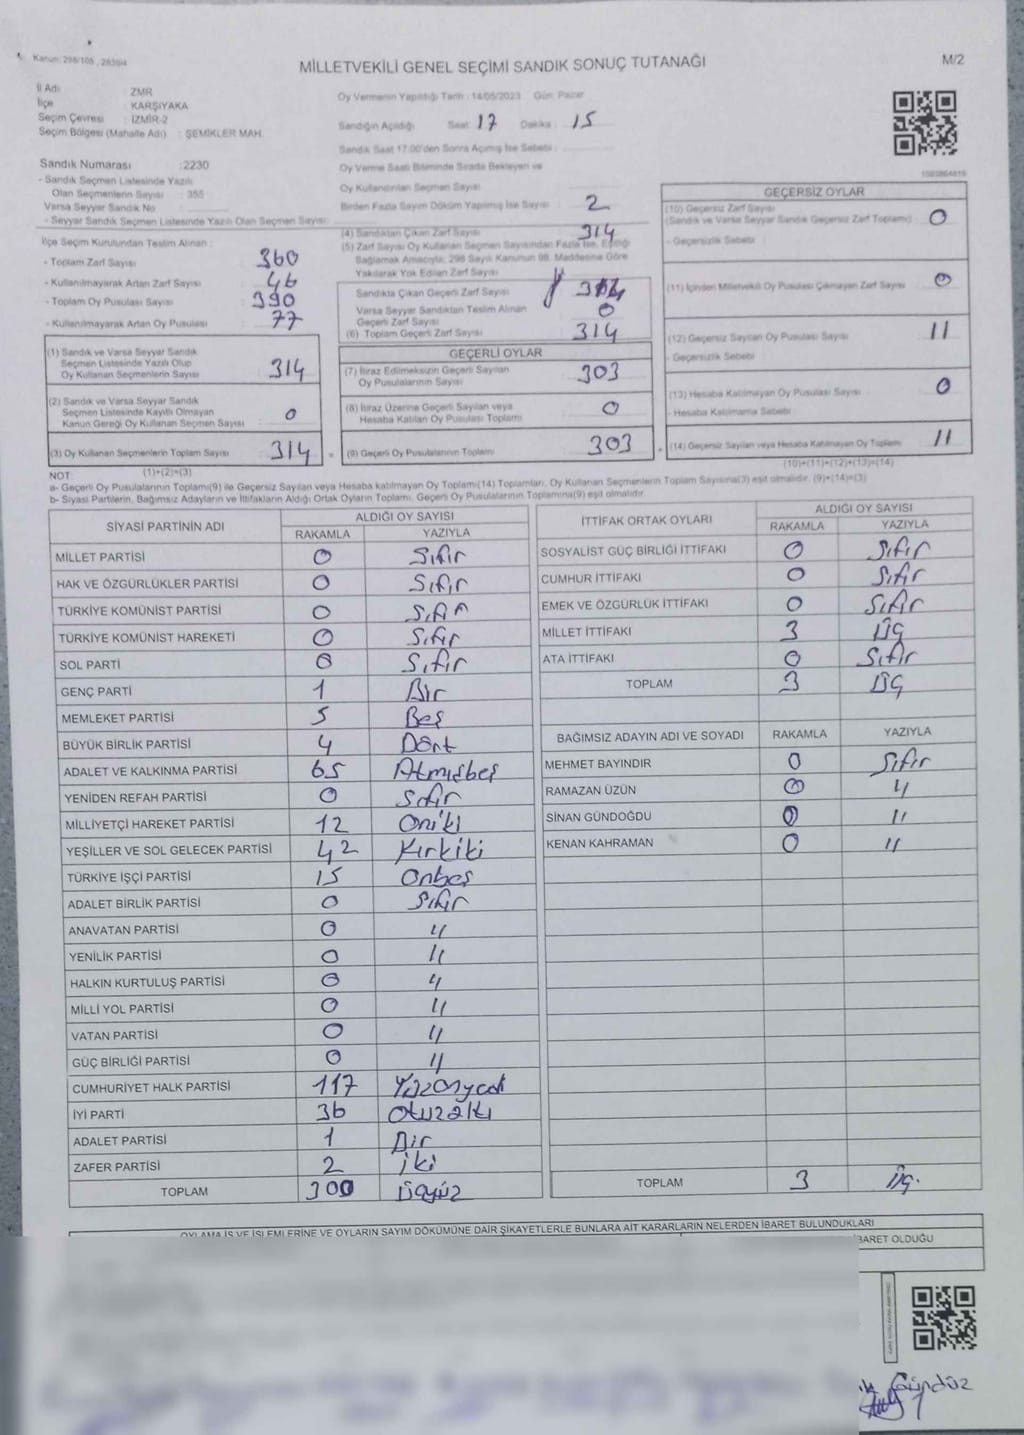 Kanun: 298/105 , 2839/4
MİLLETVEKİLİ GENEL SEÇİMİ SANDIK SONUÇ TUTANAĞI
M/2
İl Adı : ZMR
İlçe : KARŞIYAKA
Seçim Çevresi : İZMİR-2
Seçim Bölgesi (Mahalle Adı) : ŞEMİKLER MAH.
Oy Vermenin Yapıldığı Tarih : 14/05/2023 Gün: Pazar
Sandığın Açıldığı Saat: 17 Dakika : 15
Sandık Saat 17.00'den Sonra Açımış İse Sebebi :
Oy Verme Saati Bitiminde Sırada Bekleyen ve
Oy Kullandırılan Seçmen Sayısı
Birden Fazla Sayım Döküm Yapılmış İse Sayısı : 2
Sandık Numarası : 2230
- Sandık Seçmen Listesinde Yazılı
Olan Seçmenlerin Sayısı : 355
Varsa Seyyar Sandık No :
- Seyyar Sandık Seçmen Listesinde Yazılı Olan Seçmen Sayısı:
İlçe Seçim Kurulundan Teslim Alınan :
- Toplam Zarf Sayısı : 360
- Kullanılmayarak Artan Zarf Sayısı : 46
- Toplam Oy Pusulası Sayısı : 390
- Kullanılmayarak Artan Oy Pusulası : 77
(4) Sandıktan Çıkan Zarf Sayısı : 314
(5) Zarf Sayısı Oy Kullanan Seçmen Sayısından Fazla İse, Eşitliği
Sağlamak Amacıyla; 298 Sayılı Kanunun 98. Maddesine Göre
Yakılarak Yok Edilen Zarf Sayısı
Sandıkta Çıkan Geçerli Zarf Sayısı
Varsa Seyyar Sandıktan Teslim Alınan
Geçerli Zarf Sayısı : 0
(6) Toplam Geçerli Zarf Sayısı : 314
(1) Sandık ve Varsa Seyyar Sandık
Seçmen Listesinde Yazılı Olup
Oy Kullanan Seçmenlerin Sayısı : 314
(2) Sandık ve Varsa Seyyar Sandık
Seçmen Listesinde Kayıtlı Olmayan
Kanun Gereği Oy Kullanan Seçmen Sayısı : 0
(3) Oy Kullanan Seçmenlerin Toplam Sayısı : 314
(1)+(2)=(3)
GEÇERLİ OYLAR
(7) İtiraz Edilmeksizin Geçerli Sayılan
Oy Pusulalarının Sayısı : 303
(8) İtiraz Üzerine Geçerli Sayılan veya
Hesaba Katılan Oy Pusulası Toplamı : 0
(9) Geçerli Oy Pusulalarının Toplamı : 303
GEÇERSİZ OYLAR
(10) Geçersiz Zarf Sayısı
(Sandık ve Varsa Seyyar Sandık Geçersiz Zarf Toplamı) : 0
- Geçersizlik Sebebi :
(11) İçinden Milletvekili Oy Pusulası Çıkmayan Zarf Sayısı : 0
(12) Geçersiz Sayılan Oy Pusula Sayısı : 11
- Geçersizlik Sebebi :
(13) Hesaba Katılmayan Oy Pusulası Sayısı : 0
- Hesaba Katılmama Sebebi :
(14) Geçersiz Sayılan veya Hesaba Katılmayan Oy Toplamı : 11
(10)+(11)+(12)+(13)=(14)
NOT :
a- Geçerli Oy Pusulalarının Toplamı(9) ile Geçersiz Sayılan veya Hesaba katılmayan Oy Toplamı(14) Toplamları, Oy Kullanan Seçmenlerin Toplam Sayısına(3) eşit olmalıdır. (9)+(14)=(3)
b- Siyasi Partilerin, Bağımsız Adayların ve İttifakların Aldığı Ortak Oyların Toplamı, Geçerli Oy Pusulalarının Toplamına(9) eşit olmalıdır.
SİYASİ PARTİNİN ADI ALDIĞI OY SAYISI
RAKAMLA YAZIYLA
MİLLET PARTİSİ 0 Sıfır
HAK VE ÖZGÜRLÜKLER PARTİSİ 0 Sıfır
TÜRKİYE KOMÜNİST PARTİSİ 0 Sıfır
TÜRKİYE KOMÜNİST HAREKETİ 0 Sıfır
SOL PARTİ 0 Sıfır
GENÇ PARTİ 1 Bir
MEMLEKET PARTİSİ 5 Beş
BÜYÜK BİRLİK PARTİSİ 4 Dört
ADALET VE KALKINMA PARTİSİ 65 Atmışbeş
YENİDEN REFAH PARTİSİ 0 Sıfır
MİLLİYETÇİ HAREKET PARTİSİ 12 Oniki
YEŞİLLER VE SOL GELECEK PARTİSİ 42 Kırkiki
TÜRKİYE İŞÇİ PARTİSİ 15 Onbeş
ADALET BİRLİK PARTİSİ 0 Sıfır
ANAVATAN PARTİSİ 0 "
YENİLİK PARTİSİ 0 "
HALKIN KURTULUŞ PARTİSİ 0 "
MİLLİ YOL PARTİSİ 0 "
VATAN PARTİSİ 0 "
GÜÇ BİRLİĞİ PARTİSİ 0 "
CUMHURİYET HALK PARTİSİ 117 Yüzonyedi
İYİ PARTİ 36 Otuzaltı
ADALET PARTİSİ 1 Bir
ZAFER PARTİSİ 2 İki
TOPLAM 300 Üçyüz
İTTİFAK ORTAK OYLARI ALDIĞI OY SAYISI
RAKAMLA YAZIYLA
SOSYALİST GÜÇ BİRLİĞİ İTTİFAKI 0 Sıfır
CUMHUR İTTİFAKI 0 Sıfır
EMEK VE ÖZGÜRLÜK İTTİFAKI 0 Sıfır
MİLLET İTTİFAKI 3 Üç
ATA İTTİFAKI 0 Sıfır
TOPLAM 3 Üç
BAĞIMSIZ ADAYIN ADI VE SOYADI RAKAMLA YAZIYLA
MEHMET BAYINDIR 0 Sıfır
RAMAZAN ÜZÜN 0 "
SİNAN GÜNDOĞDU 0 "
KENAN KAHRAMAN 0 "
TOPLAM 3 Üç.
OYLAMA İŞ VE İŞLEMLERİNE VE OYLARIN SAYIM DÖKÜMÜNE DAİR ŞİKAYETLERLE BUNLARA AİT KARARLARIN NELERDEN İBARET BULUNDUKLARI
BARET OLDUĞU
Gündüz